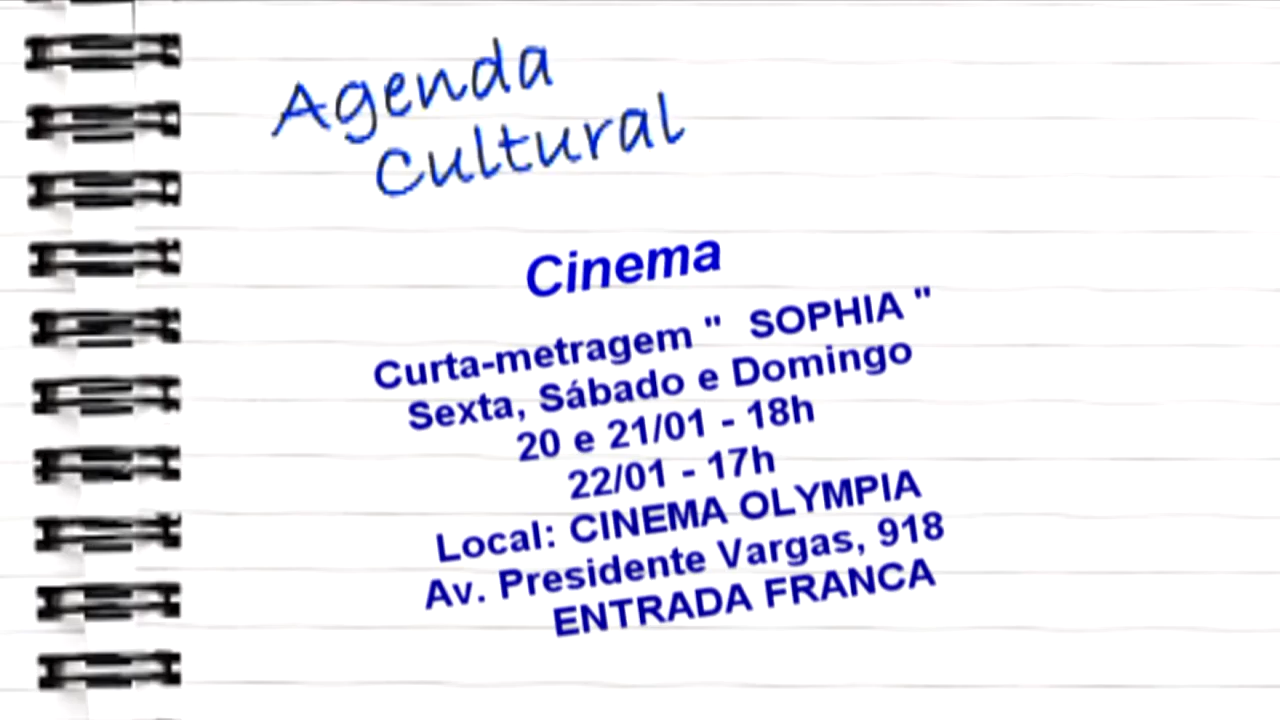 Agenda
Cultural
Cinema
Curta-metragem " SOPHIA "
Sexta, Sábado e Domingo
20 e 21/01 - 18h
22/01 - 17h
Local: CINEMA OLYMPIA
Av. Presidente Vargas, 918
ENTRADA FRANCA